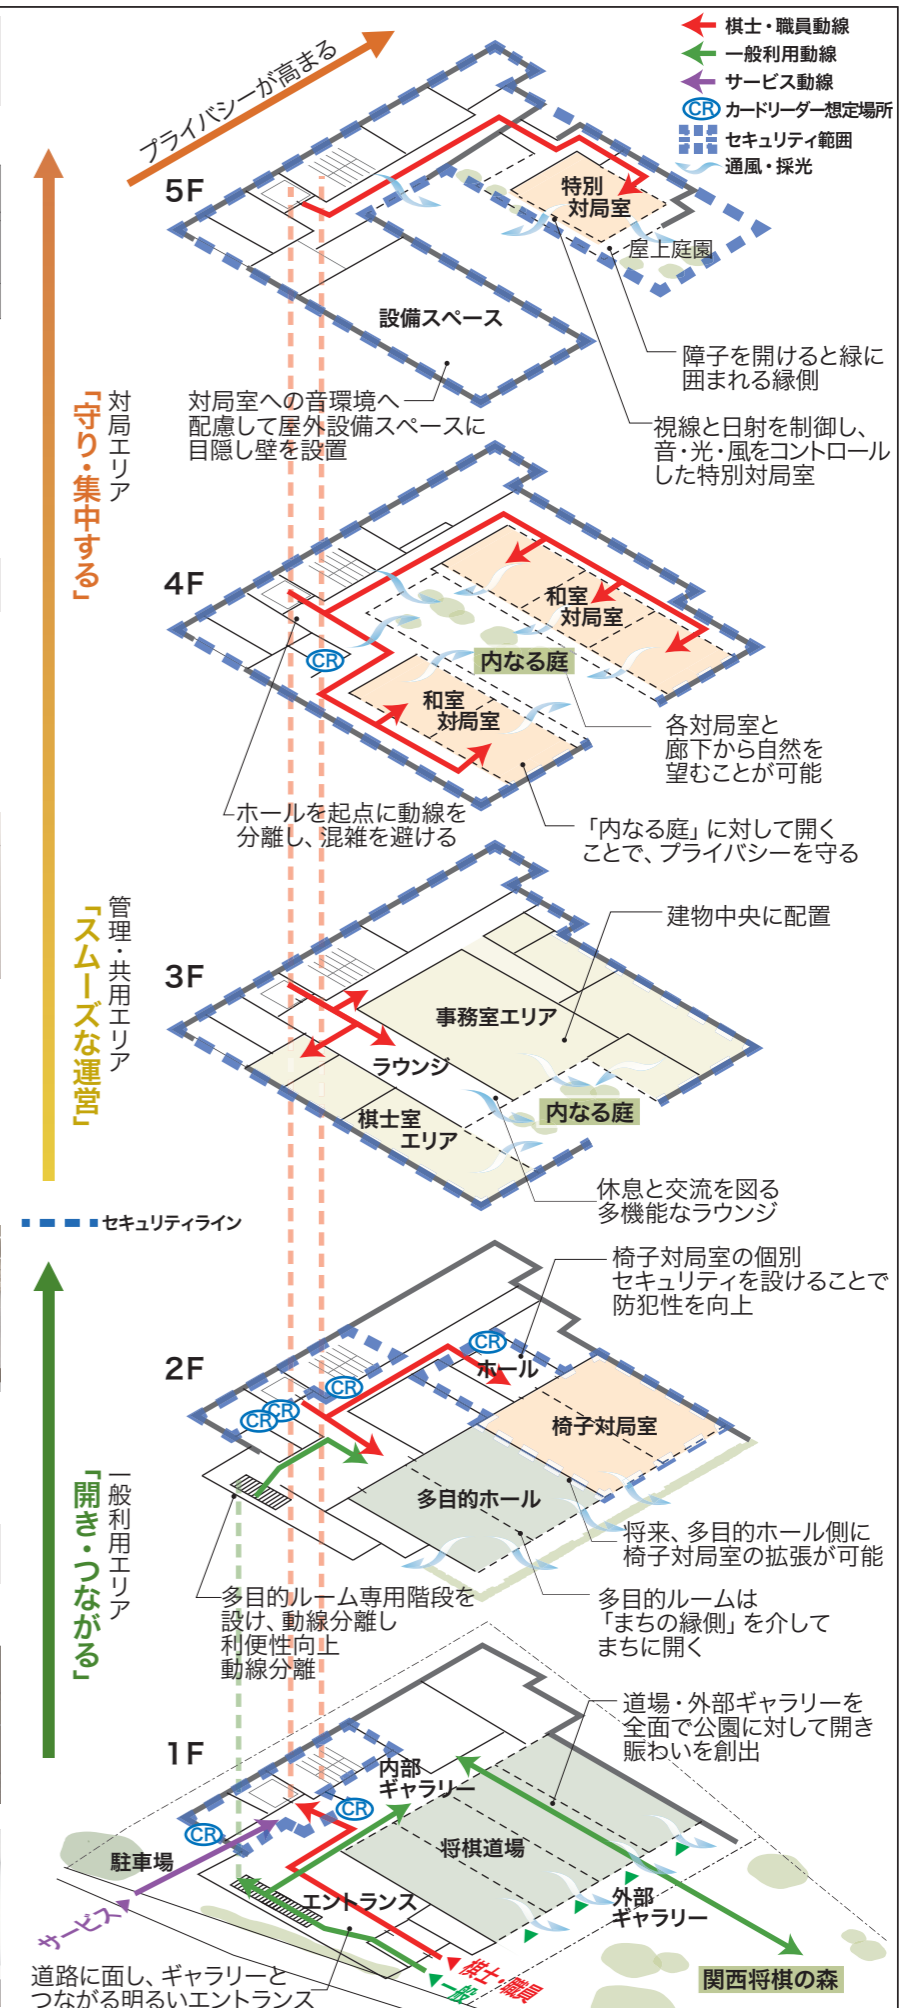 棋士・職員動線
一般利用動線
サービス動線
CR カードリーダー想定場所
セキュリティ範囲
通風・採光
プライバシーが高まる
5F
特別
対局室
屋上庭園
設備スペース
障子を開けると緑に
囲まれる縁側
対局室への音環境へ
配慮して屋外設備スペースに
目隠し壁を設置
視線と日射を制御し、
音・光・風をコントロール
した特別対局室
対局エリア
「守り・集中する」
4F
和室
対局室
CR
内なる庭
和室
対局室
各対局室と
廊下から自然を
望むことが可能
ホールを起点に動線を
分離し、混雑を避ける
「内なる庭」に対して開く
ことで、プライバシーを守る
管理・共用エリア
「スムーズな運営」
建物中央に配置
3F
事務室エリア
ラウンジ
内なる庭
棋士室
エリア
休息と交流を図る
多機能なラウンジ
セキュリティライン
椅子対局室の個別
セキュリティを設けることで
防犯性を向上
2F
CR
ホール
CR
CR
CR
椅子対局室
多目的ホール
一般利用エリア
「開き・つながる」
将来、多目的ホール側に
椅子対局室の拡張が可能
多目的ルーム専用階段を
設け、動線分離し
利便性向上
動線分離
多目的ルームは
「まちの縁側」を介して
まちに開く
道場・外部ギャラリーを
全面で公園に対して開き
賑わいを創出
1F
内部
ギャラリー
CR
CR
将棋道場
駐車場
エントランス
外部
ギャラリー
サービス
棋士・職員
一般
関西将棋の森
道路に面し、ギャラリーと
つながる明るいエントランス